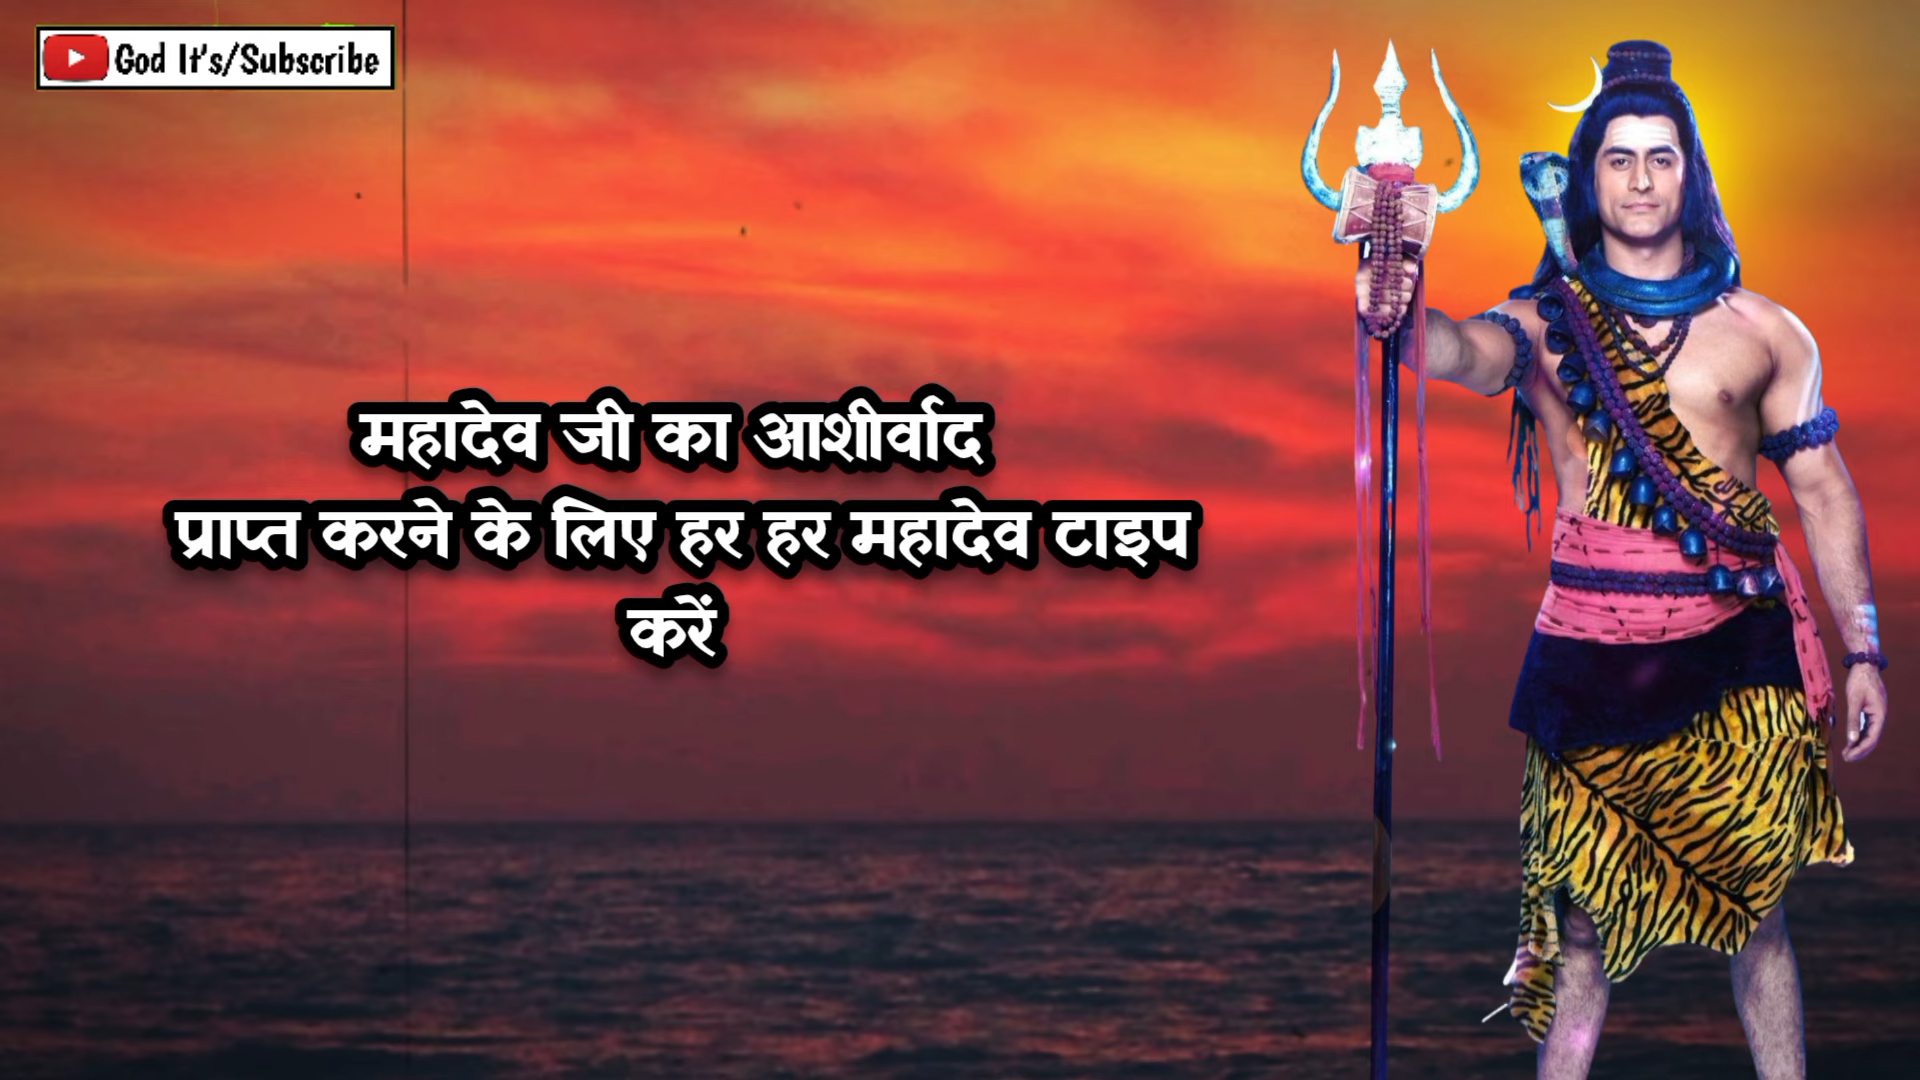 God It's/Subscribe
महादेव जी का आशीर्वाद
प्राप्त करने के लिए हर हर महादेव टाइप
करें